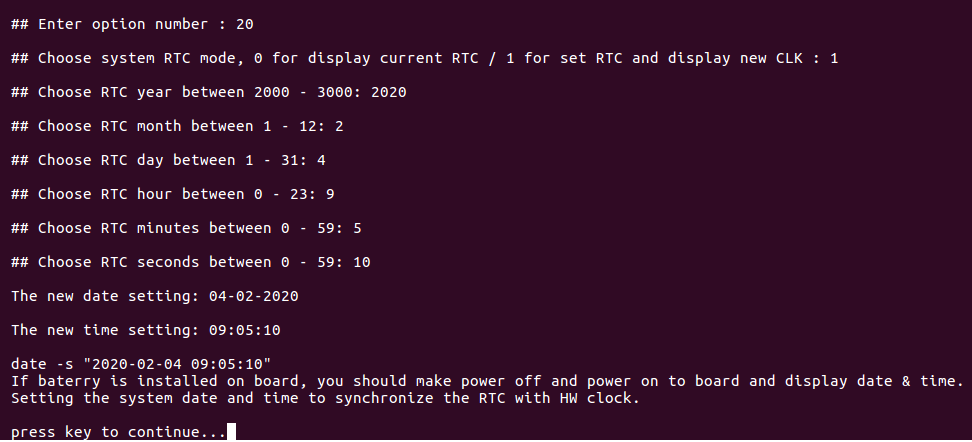 ## Enter option number : 20
## Choose system RTC mode, 0 for display current RTC / 1 for set RTC and display new CLK : 1
## Choose RTC year between 2000 - 3000: 2020
## Choose RTC month between 1 - 12: 2
## Choose RTC day between 1 - 31: 4
## Choose RTC hour between 0 - 23: 9
## Choose RTC minutes between 0 - 59: 5
## Choose RTC seconds between 0 - 59: 10
The new date setting: 04-02-2020
The new time setting: 09:05:10
date -s "2020-02-04 09:05:10"
If baterry is installed on board, you should make power off and power on to board and display date & time.
Setting the system date and time to synchronize the RTC with HW clock.
press key to continue...